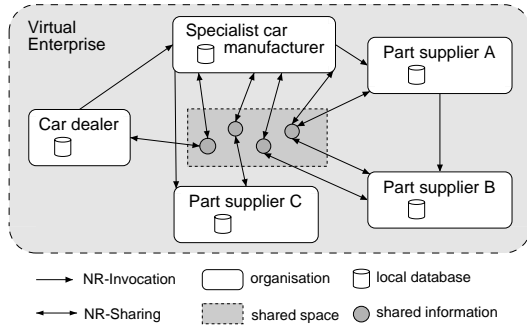 Virtual
Enterprise
Specialist car
manufacturer
Part supplier A
Car dealer
Part supplier C
Part supplier B
NR-Invocation
organisation
local database
NR-Sharing
shared space
shared information